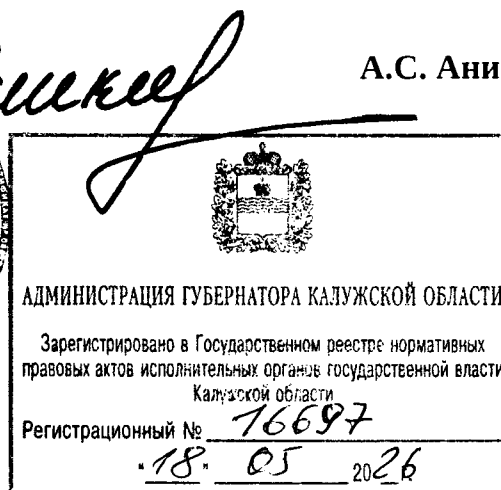 А.С. Ани
АДМИНИСТРАЦИЯ ГУБЕРНАТОРА КАЛУЖСКОЙ ОБЛАСТИ
Зарегистрировано в Государственном реестре нормативных
правовых актов исполнительных органов государственной власти
Калужской области
Регистрационный № 16697
"18" 05 2026